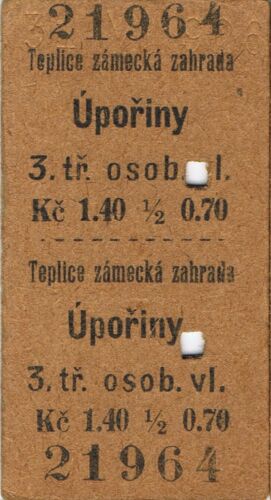 21964
Teplice zámecká zahrada
Úpořiny
3. tř. osob. vl.
Kč 1.40 ½ 0.70
Teplice zámecká zahrada
Úpořiny
3. tř. osob. vl.
Kč 1.40 ½ 0.70
21964